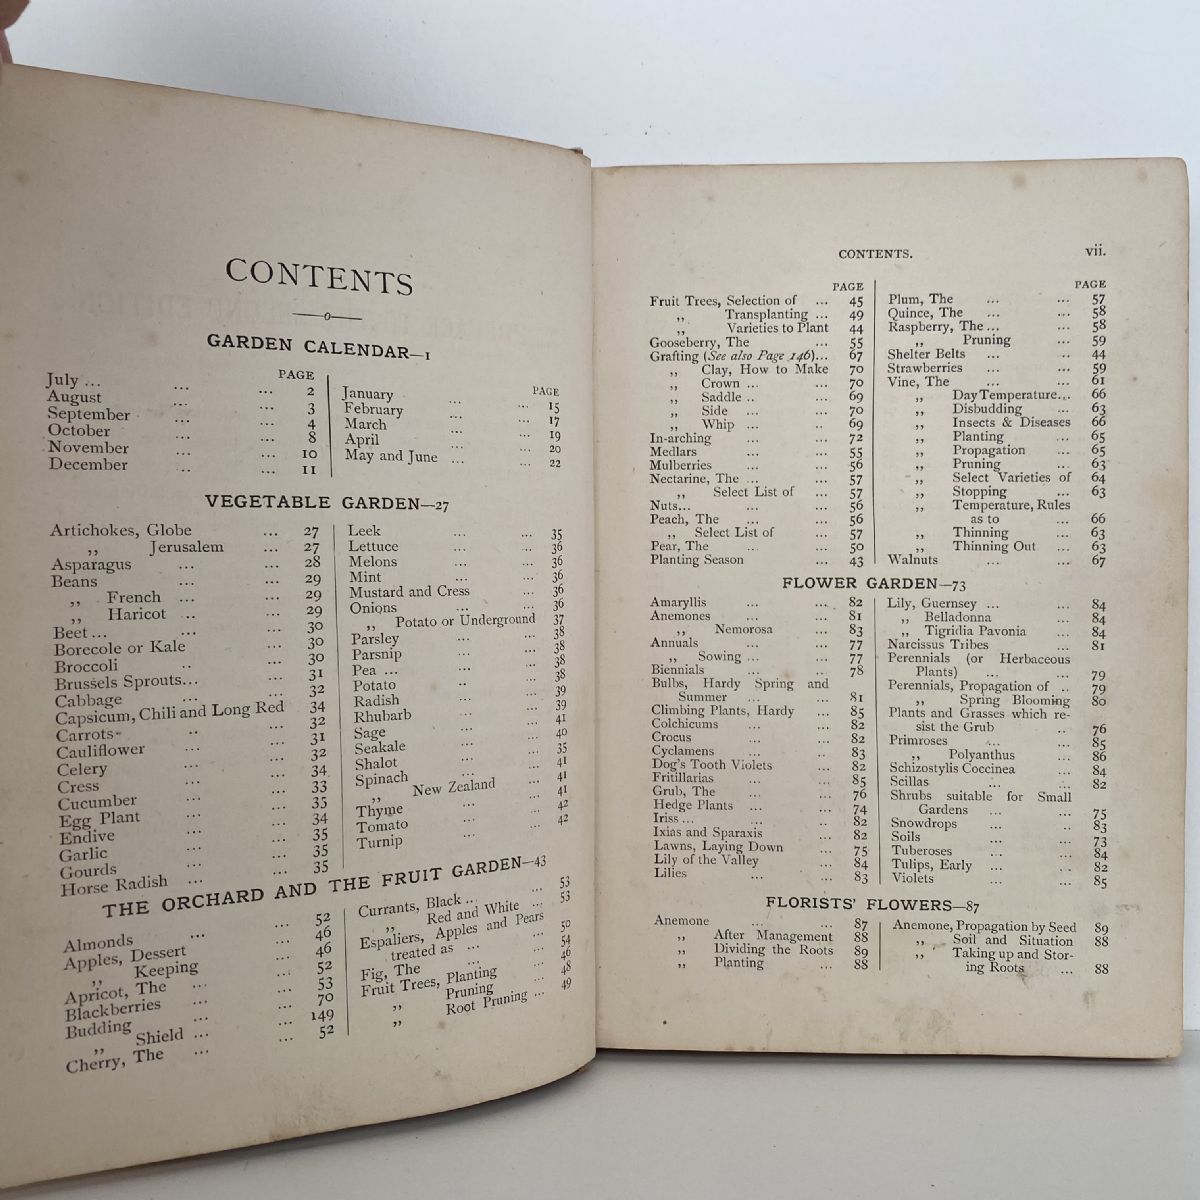 CONTENTS
GARDEN CALENDAR—1
PAGE
July ... ... ... 2
August ... ... 3
September ... ... 4
October ... ... 8
November ... ... 10
December ... ... 11
PAGE
January ... ... 15
February ... ... 17
March ... ... 19
April ... ... 20
May and June ... ... 22
VEGETABLE GARDEN—27
Artichokes, Globe ... 27
„ Jerusalem ... 27
Asparagus ... ... 28
Beans ... ... 29
„ French ... ... 29
„ Haricot ... ... 29
Beet ... ... ... 30
Borecole or Kale ... 30
Broccoli ... ... 30
Brussels Sprouts... ... 31
Cabbage ... ... 32
Capsicum, Chili and Long Red 34
Carrots ... ... 32
Cauliflower ... ... 31
Celery ... ... 32
Cress ... ... 34
Cucumber ... ... 33
Egg Plant ... ... 35
Endive ... ... 34
Garlic ... ... 35
Gourds ... ... 35
Horse Radish ... ... 35
Leek ... ... 35
Lettuce ... ... 36
Melons ... ... 36
Mint ... ... 36
Mustard and Cress ... 36
Onions ... ... 36
„ Potato or Underground 37
Parsley ... ... 38
Parsnip ... ... 38
Pea ... ... ... 38
Potato ... ... 38
Radish ... ... 39
Rhubarb ... ... 39
Sage ... ... 41
Seakale ... ... 40
Shalot ... ... 35
Spinach ... ... 41
„ New Zealand ... 41
Thyme ... ... 41
Tomato ... ... 42
Turnip ... ... 42
THE ORCHARD AND THE FRUIT GARDEN—43
Almonds ... ... 52
Apples, Dessert ... 46
„ Keeping ... 46
Apricot, The ... ... 52
Blackberries ... ... 53
Budding ... ... 70
„ Shield ... ... 149
Cherry, The ... ... 52
Currants, Black ... ... 53
„ Red and White ... 53
Espaliers, Apples and Pears
treated as ... ... 50
Fig, The ... ... 54
Fruit Trees, Planting ... 46
„ Pruning ... 48
„ Root Pruning ... 49
CONTENTS. vii.
PAGE
Fruit Trees, Selection of ... 45
„ Transplanting ... 49
„ Varieties to Plant 44
Gooseberry, The ... 55
Grafting (See also Page 146)... 67
„ Clay, How to Make 70
„ Crown ... ... 70
„ Saddle .. ... 69
„ Side ... ... 70
„ Whip ... .. 69
In-arching ... ... 72
Medlars ... ... 55
Mulberries ... ... 56
Nectarine, The ... ... 57
„ Select List of ... 57
Nuts... ... ... 56
Peach, The ... ... 56
„ Select List of ... 57
Pear, The ... ... 50
Planting Season ... 43
PAGE
Plum, The ... ... 57
Quince, The ... ... 58
Raspberry, The ... ... 58
„ Pruning ... 59
Shelter Belts ... .. 44
Strawberries ... ... 59
Vine, The ... ... 61
„ Day Temperature... 66
„ Disbudding ... 63
„ Insects & Diseases 66
„ Planting ... 65
„ Propagation ... 65
„ Pruning ... 63
„ Select Varieties of 64
„ Stopping ... 63
„ Temperature, Rules
as to ... 66
„ Thinning ... 63
„ Thinning Out ... 63
Walnuts ... ... 67
FLOWER GARDEN—73
Amaryllis ... ... 82
Anemones ... ... 81
„ Nemorosa ... 83
Annuals ... ... 77
„ Sowing ... ... 77
Biennials ... ... 78
Bulbs, Hardy Spring and
Summer ... ... 81
Climbing Plants, Hardy ... 85
Colchicums ... ... 82
Crocus ... ... 82
Cyclamens ... ... 83
Dog's Tooth Violets ... 82
Fritillarias ... ... 85
Grub, The ... ... 76
Hedge Plants ... ... 74
Iriss ... ... .. 82
Ixias and Sparaxis ... 82
Lawns, Laying Down ... 75
Lily of the Valley ... 84
Lilies ... ... 83
Lily, Guernsey ... ... 84
„ Belladonna ... 84
„ Tigridia Pavonia ... 84
Narcissus Tribes ... 81
Perennials (or Herbaceous
Plants) ... ... 79
Perennials, Propagation of .. 79
„ Spring Blooming 80
Plants and Grasses which re-
sist the Grub .. 76
Primroses ... ... 85
„ Polyanthus ... 86
Schizostylis Coccinea ... 84
Scillas ... ... 82
Shrubs suitable for Small
Gardens ... ... 75
Snowdrops ... .. 83
Soils ... ... 73
Tuberoses ... ... 84
Tulips, Early ... ... 82
Violets ... ... 85
FLORISTS' FLOWERS—87
Anemone ... ... 87
„ After Management 88
„ Dividing the Roots 89
„ Planting ... 88
Anemone, Propagation by Seed 89
„ Soil and Situation 88
„ Taking up and Stor-
ing Roots ... 88